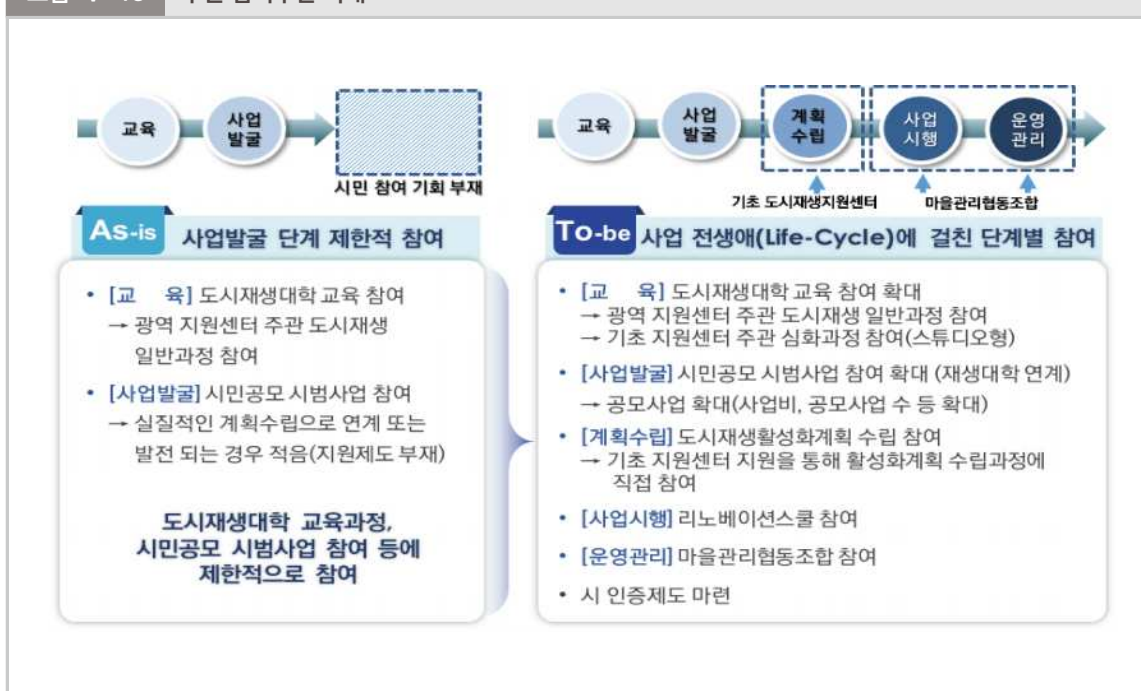 교육
사업
발굴
시민 참여 기회 부재
As-is 사업발굴 단계 제한적 참여
• [교 육] 도시재생대학 교육 참여
→ 광역 지원센터 주관 도시재생
일반과정 참여
• [사업발굴] 시민공모 시범사업 참여
→ 실질적인 계획수립으로 연계 또는
발전 되는 경우 적음(지원제도 부재)
도시재생대학 교육과정,
시민공모 시범사업 참여 등에
제한적으로 참여
교육
사업
발굴
계획
수립
사업
시행
운영
관리
기초 도시재생지원센터
마을관리협동조합
To-be 사업 전생애(Life-Cycle)에 걸친 단계별 참여
• [교 육] 도시재생대학 교육 참여 확대
→ 광역 지원센터 주관 도시재생 일반과정 참여
→ 기초 지원센터 주관 심화과정 참여(스튜디오형)
• [사업발굴] 시민공모 시범사업 참여 확대 (재생대학 연계)
→ 공모사업 확대(사업비, 공모사업 수 등 확대)
• [계획수립] 도시재생활성화계획 수립 참여
→ 기초 지원센터 지원을 통해 활성화계획 수립과정에
직접 참여
• [사업시행] 리노베이션스쿨 참여
• [운영관리] 마을관리협동조합 참여
• 시 인증제도 마련